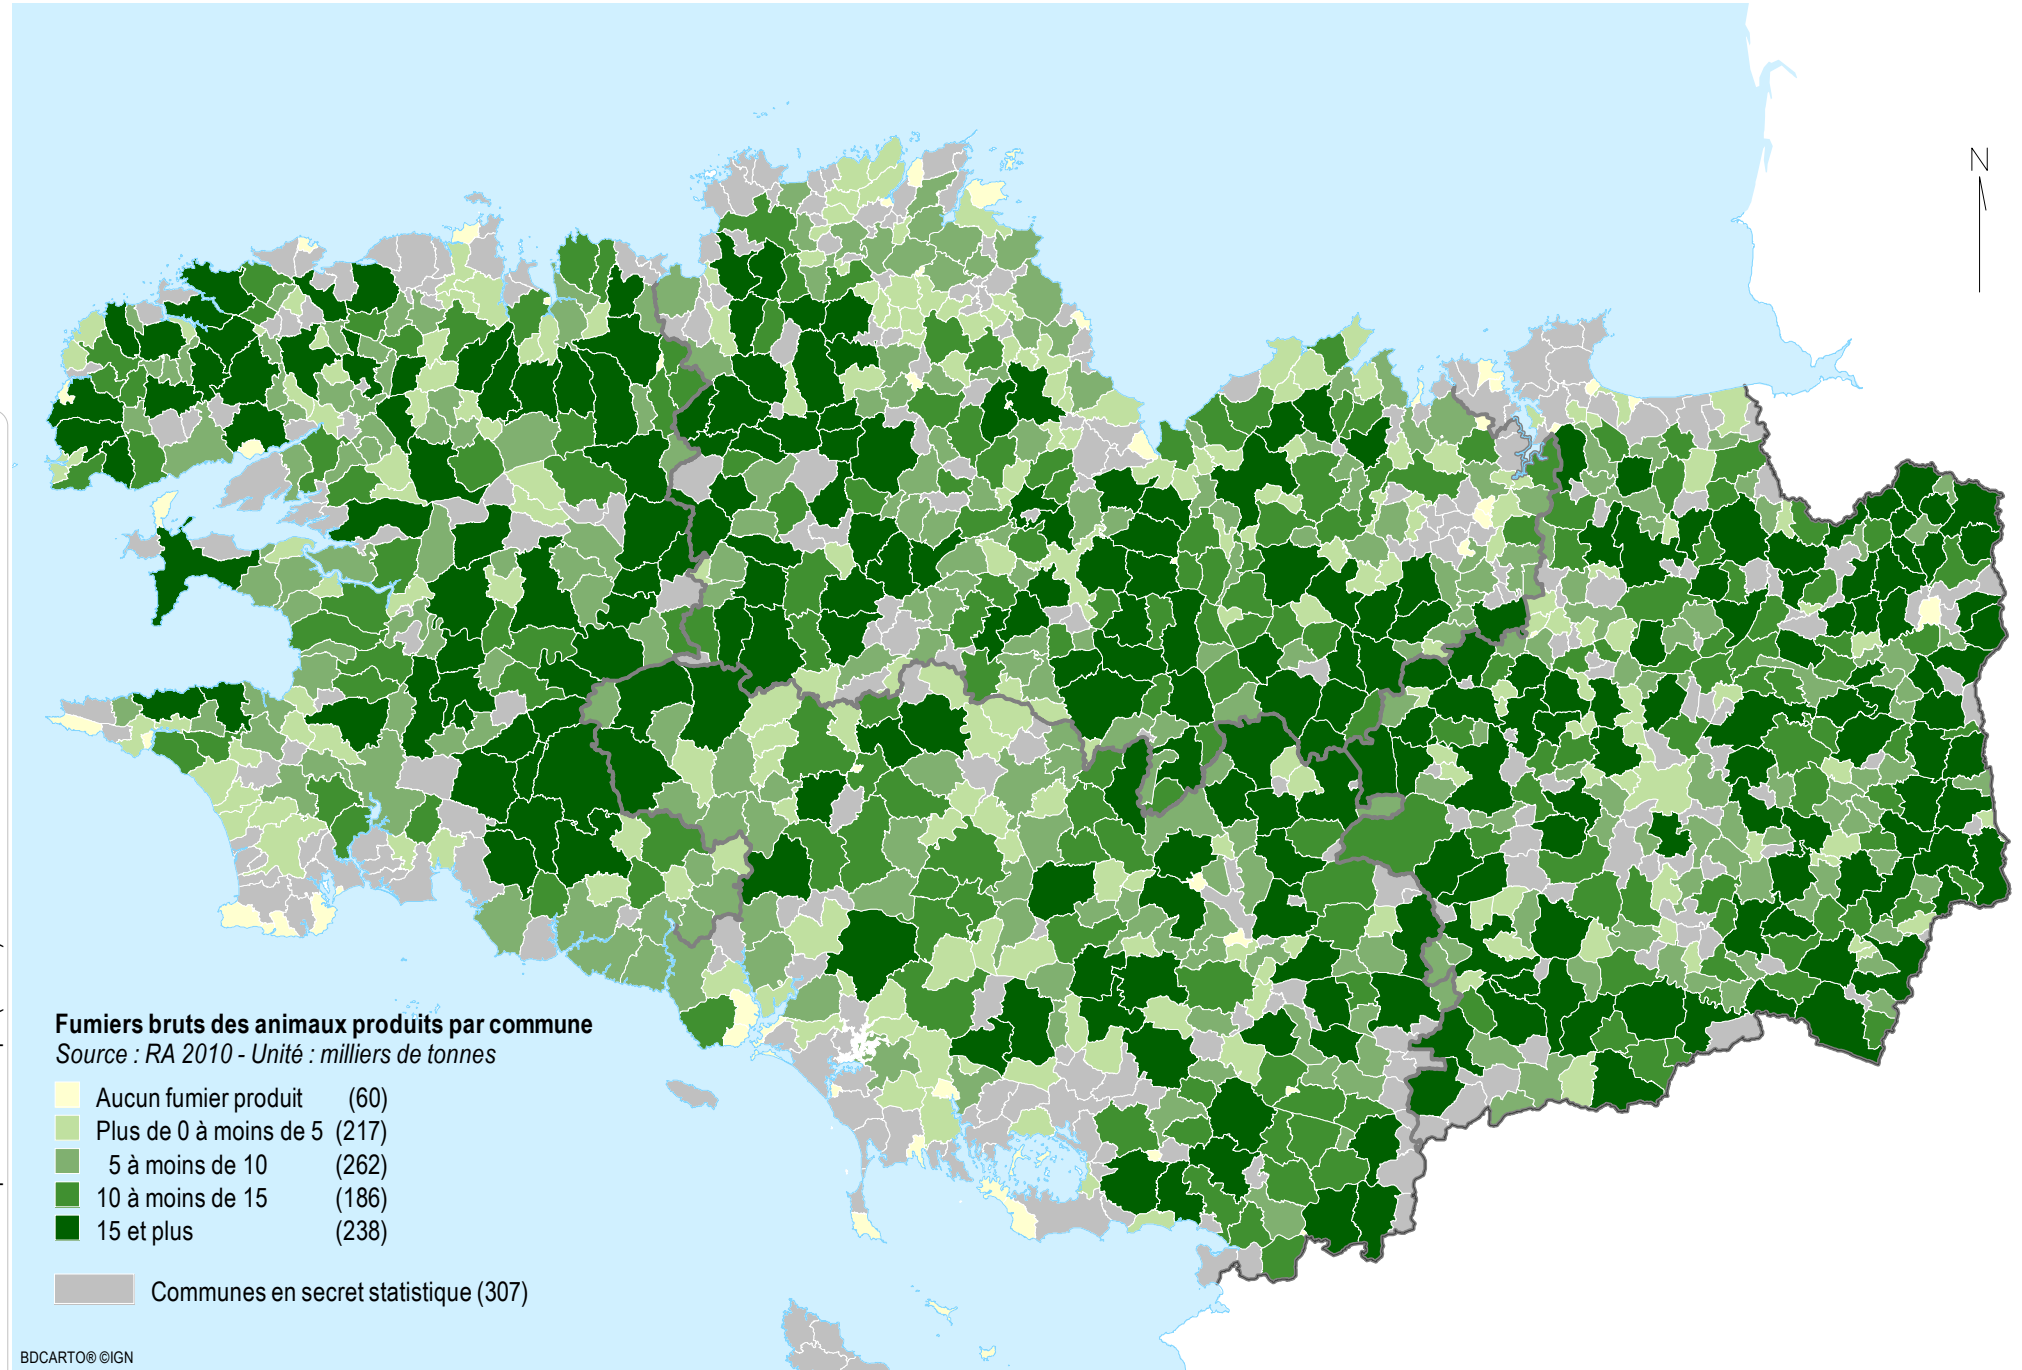 N
Fumiers bruts des animaux produits par commune
Source : RA 2010 - Unité : milliers de tonnes
Aucun fumier produit (60)
Plus de 0 à moins de 5 (217)
5 à moins de 10 (262)
10 à moins de 15 (186)
15 et plus (238)
Communes en secret statistique (307)
BDCARTO® ©IGN